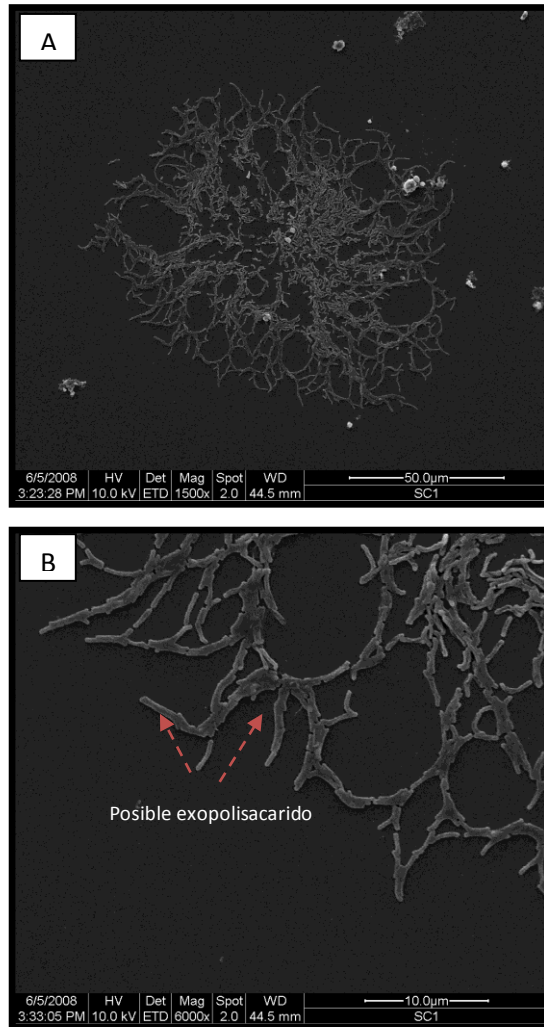 A
6/5/2008 HV Det Mag Spot WD 50.0µm
3:23:28 PM 10.0 kV ETD 1500x 2.0 44.5 mm SC1
B
Posible exopolisacarido
6/5/2008 HV Det Mag Spot WD 10.0µm
3:33:05 PM 10.0 kV ETD 6000x 2.0 44.5 mm SC1